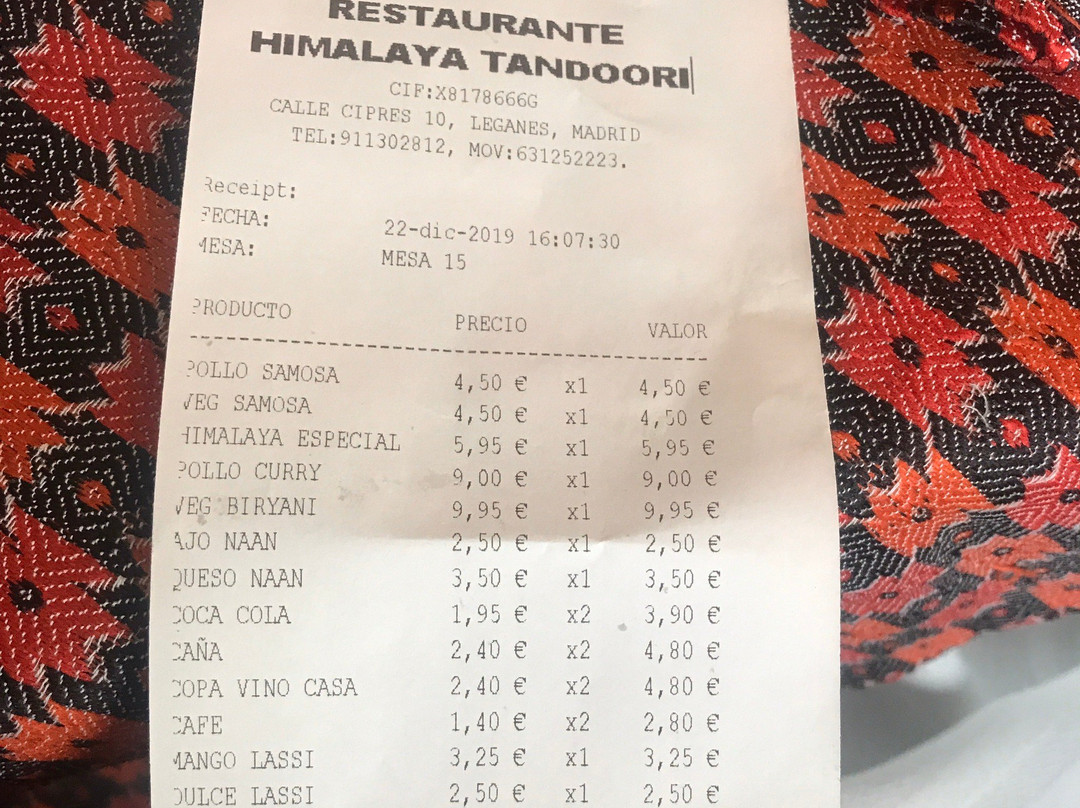 RESTAURANTE
HIMALAYA TANDOORI
CIF:X8178666G
CALLE CIPRES 10, LEGANES, MADRID
TEL:911302812, MOV:631252223.
Receipt:
FECHA: 22-dic-2019 16:07:30
MESA: MESA 15
PRODUCTO PRECIO VALOR
POLLO SAMOSA 4,50 € x1 4,50 €
VEG SAMOSA 4,50 € x1 4,50 €
HIMALAYA ESPECIAL 5,95 € x1 5,95 €
POLLO CURRY 9,00 € x1 9,00 €
VEG BIRYANI 9,95 € x1 9,95 €
AJO NAAN 2,50 € x1 2,50 €
QUESO NAAN 3,50 € x1 3,50 €
COCA COLA 1,95 € x2 3,90 €
CAÑA 2,40 € x2 4,80 €
COPA VINO CASA 2,40 € x2 4,80 €
CAFE 1,40 € x2 2,80 €
MANGO LASSI 3,25 € x1 3,25 €
DULCE LASSI 2,50 € x1 2,50 €